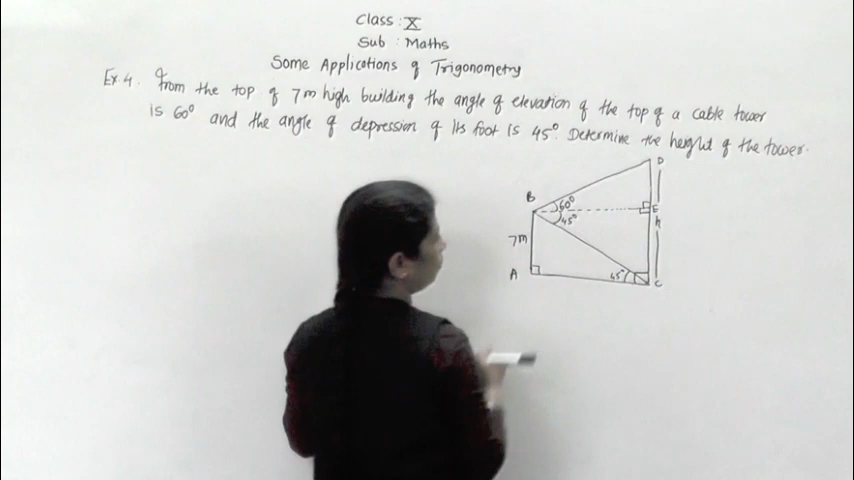 Class : X
Sub : Maths
Some Applications of Trigonometry
Ex.4. From the top of 7m high building the angle of elevation of the top of a cable tower
is 60° and the angle of depression of its foot is 45°. Determine the height of the tower.
D
B
60°
E
45°
h
7m
A
45°
C